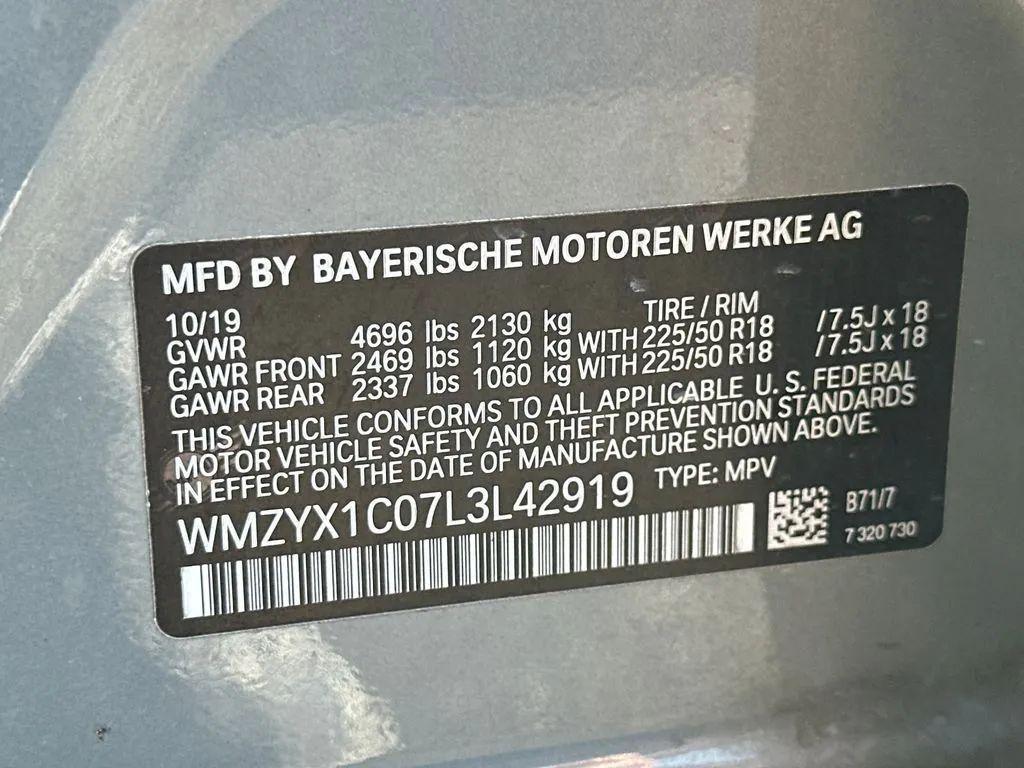 MFD BY BAYERISCHE MOTOREN WERKE AG
10/19 TIRE / RIM
GVWR 4696 lbs 2130 kg
GAWR FRONT 2469 lbs 1120 kg WITH 225/50 R18 /7.5J x 18
GAWR REAR 2337 lbs 1060 kg WITH 225/50 R18 /7.5J x 18
THIS VEHICLE CONFORMS TO ALL APPLICABLE U. S. FEDERAL
MOTOR VEHICLE SAFETY AND THEFT PREVENTION STANDARDS
IN EFFECT ON THE DATE OF MANUFACTURE SHOWN ABOVE.
WMZYX1C07L3L42919 TYPE: MPV
B71/7
7 320 730